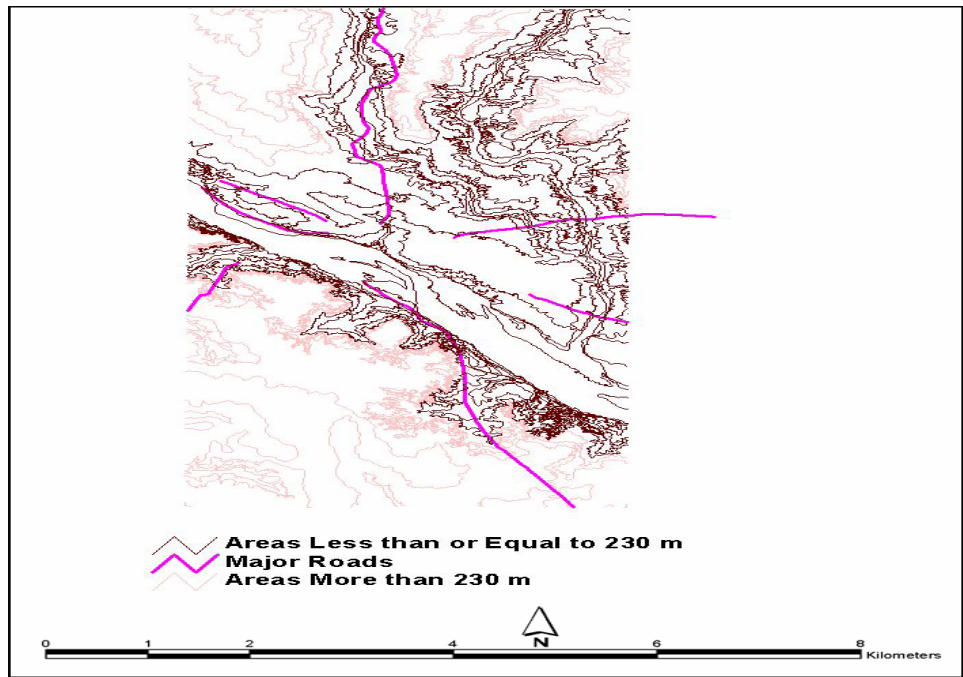 Areas Less than or Equal to 230 m
Major Roads
Areas More than 230 m
N
0 1 2 4 6 8 Kilometers